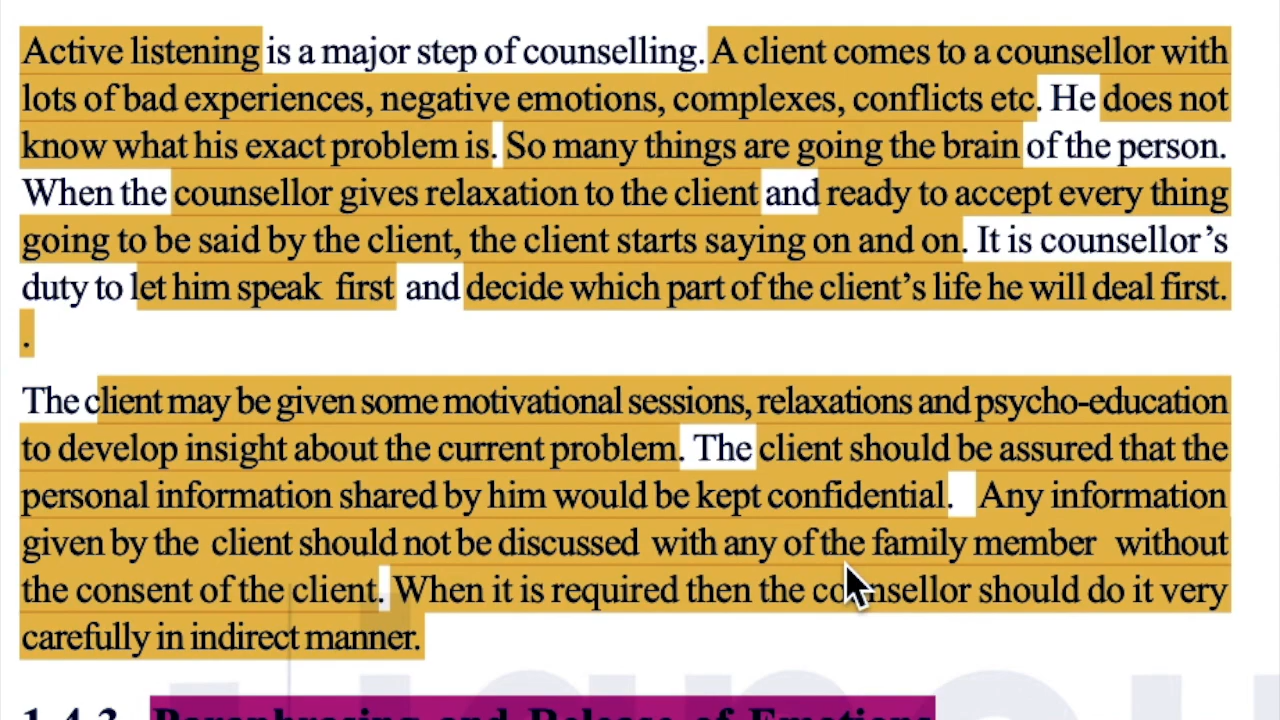 Active listening is a major step of counselling. A client comes to a counsellor with
lots of bad experiences, negative emotions, complexes, conflicts etc. He does not
know what his exact problem is. So many things are going the brain of the person.
When the counsellor gives relaxation to the client and ready to accept every thing
going to be said by the client, the client starts saying on and on. It is counsellor’s
duty to let him speak first and decide which part of the client’s life he will deal first.
.
The client may be given some motivational sessions, relaxations and psycho-education
to develop insight about the current problem. The client should be assured that the
personal information shared by him would be kept confidential. Any information
given by the client should not be discussed with any of the family member without
the consent of the client. When it is required then the counsellor should do it very
carefully in indirect manner.
1.4.3 Paraphrasing and Release of Emotions